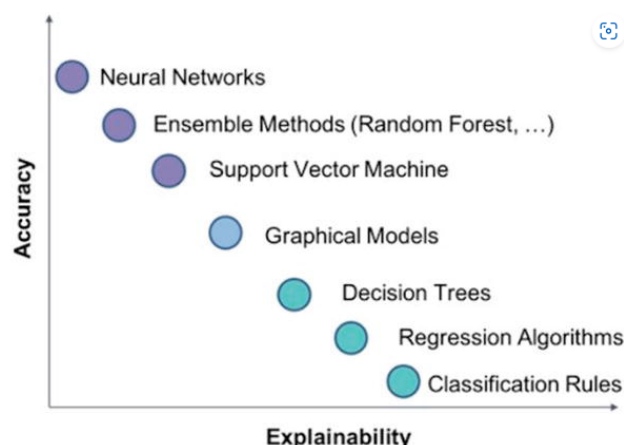 Neural Networks
Ensemble Methods (Random Forest, ...)
Support Vector Machine
Graphical Models
Decision Trees
Regression Algorithms
Classification Rules
Accuracy
Explainability